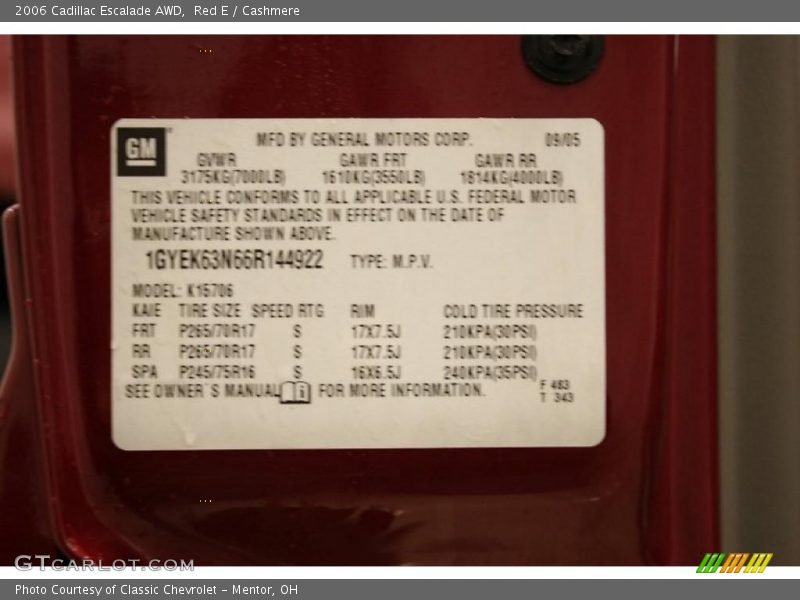 2006 Cadillac Escalade AWD, Red E / Cashmere
GM
MFD BY GENERAL MOTORS CORP. 09/05
GVWR GAWR FRT GAWR RR
3175KG(7000LB) 1610KG(3550LB) 1814KG(4000LB)
THIS VEHICLE CONFORMS TO ALL APPLICABLE U.S. FEDERAL MOTOR
VEHICLE SAFETY STANDARDS IN EFFECT ON THE DATE OF
MANUFACTURE SHOWN ABOVE.
1GYEK63N66R144922 TYPE: M.P.V.
MODEL: K15706
KAIE TIRE SIZE SPEED RTG RIM COLD TIRE PRESSURE
FRT P265/70R17 S 17X7.5J 210KPA(30PSI)
RR P265/70R17 S 17X7.5J 210KPA(30PSI)
SPA P245/75R16 S 16X6.5J 240KPA(35PSI)
SEE OWNER'S MANUAL i FOR MORE INFORMATION.
F 483
T 343
GTCARLOT.COM
Photo Courtesy of Classic Chevrolet - Mentor, OH